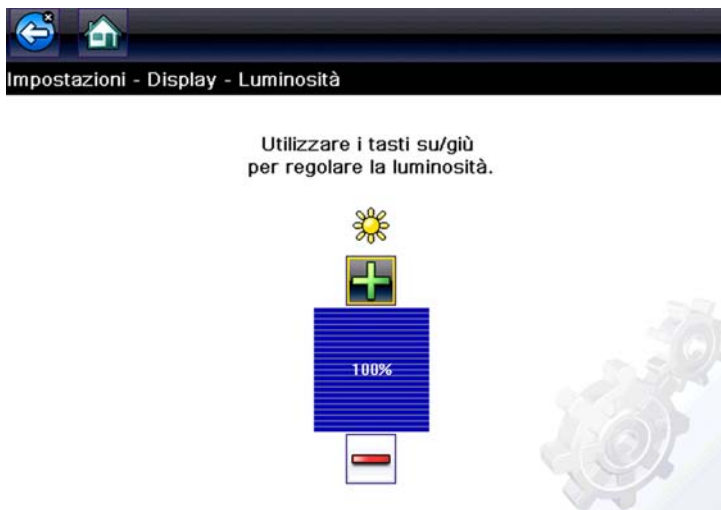 Impostazioni - Display - Luminosità
Utilizzare i tasti su/giù
per regolare la luminosità.
100%